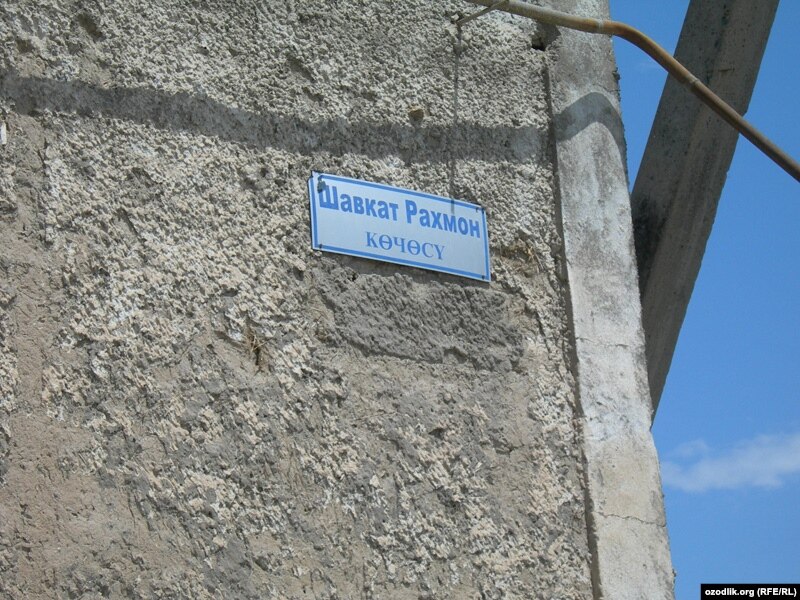 Шавкат Рахмон
көчөсү
ozodlik.org (RFE/RL)